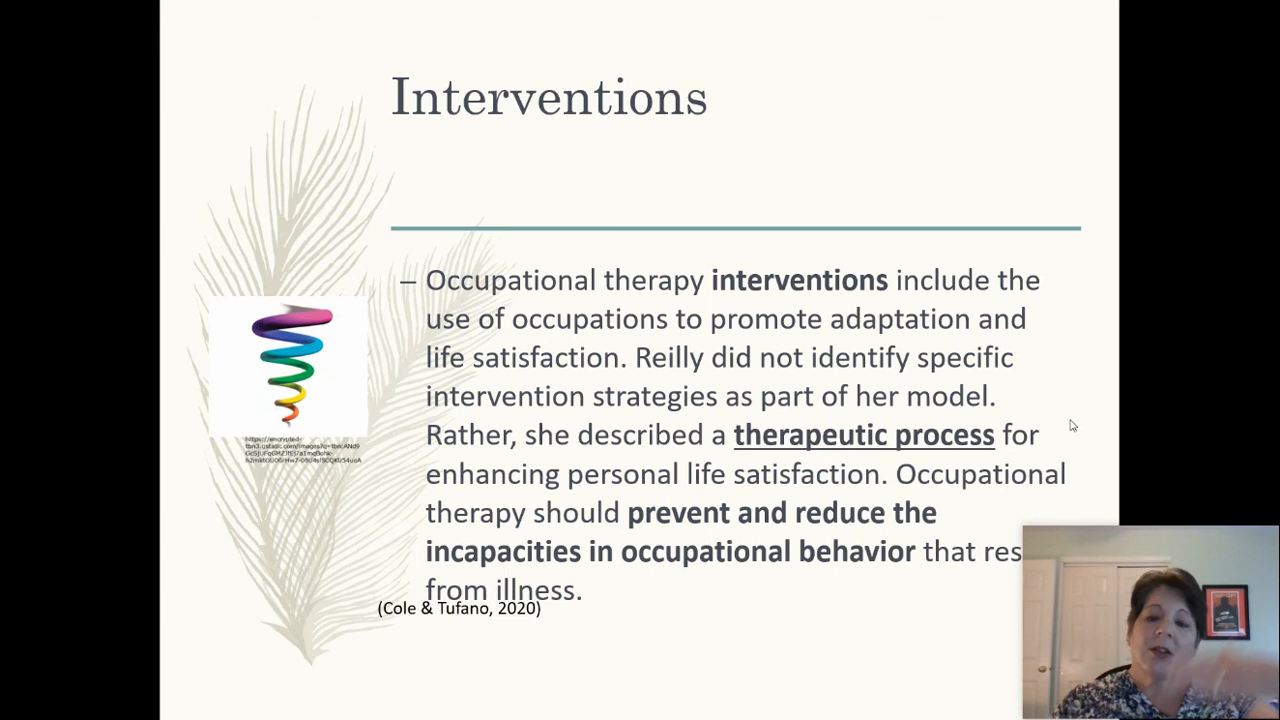 Interventions
– Occupational therapy interventions include the
use of occupations to promote adaptation and
life satisfaction. Reilly did not identify specific
intervention strategies as part of her model.
Rather, she described a therapeutic process for
enhancing personal life satisfaction. Occupational
therapy should prevent and reduce the
incapacities in occupational behavior that res
from illness.
(Cole & Tufano, 2020)
https://encrypted-